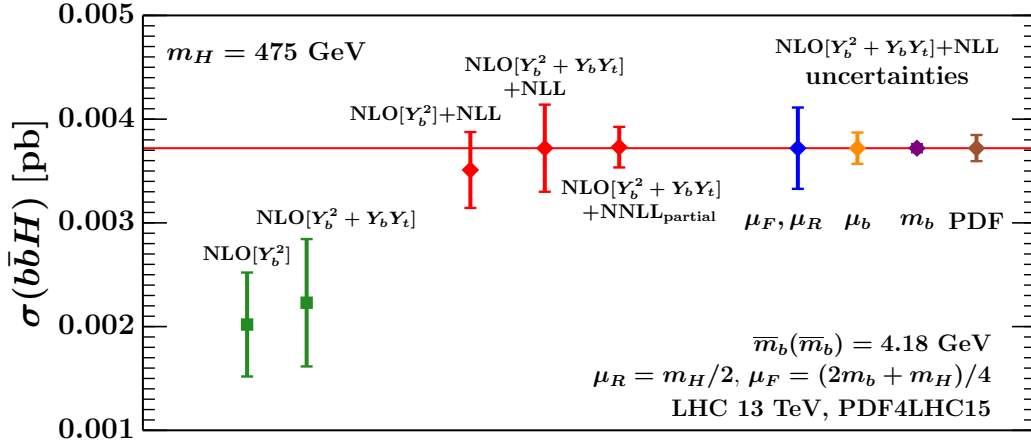 0.005
0.004
0.003
0.002
0.001
σ(bb̄H) [pb]
m_H = 475 GeV
NLO[Y_b^2]
NLO[Y_b^2 + Y_bY_t]
NLO[Y_b^2]+NLL
NLO[Y_b^2 + Y_bY_t]
+NLL
NLO[Y_b^2 + Y_bY_t]
+NNLL_partial
NLO[Y_b^2 + Y_bY_t]+NLL
uncertainties
μ_F, μ_R
μ_b
m_b
PDF
m̅_b(m̅_b) = 4.18 GeV
μ_R = m_H/2, μ_F = (2m_b + m_H)/4
LHC 13 TeV, PDF4LHC15